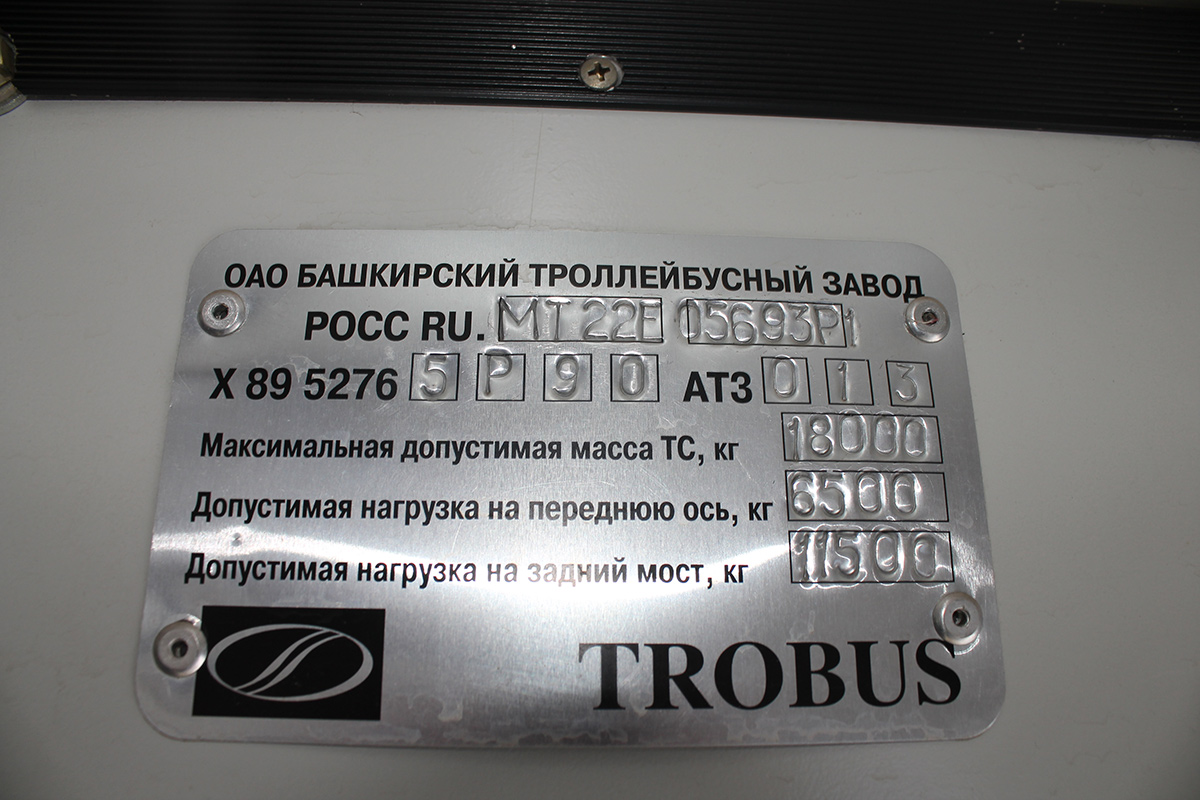 ОАО БАШКИРСКИЙ ТРОЛЛЕЙБУСНЫЙ ЗАВОД
РОСС RU. МТ22Е 05693Р1
Х 89 5276 5 Р 9 0 АТЗ 0 1 3
Максимальная допустимая масса ТС, кг 18000
Допустимая нагрузка на переднюю ось, кг 6500
Допустимая нагрузка на задний мост, кг 11500
TROBUS